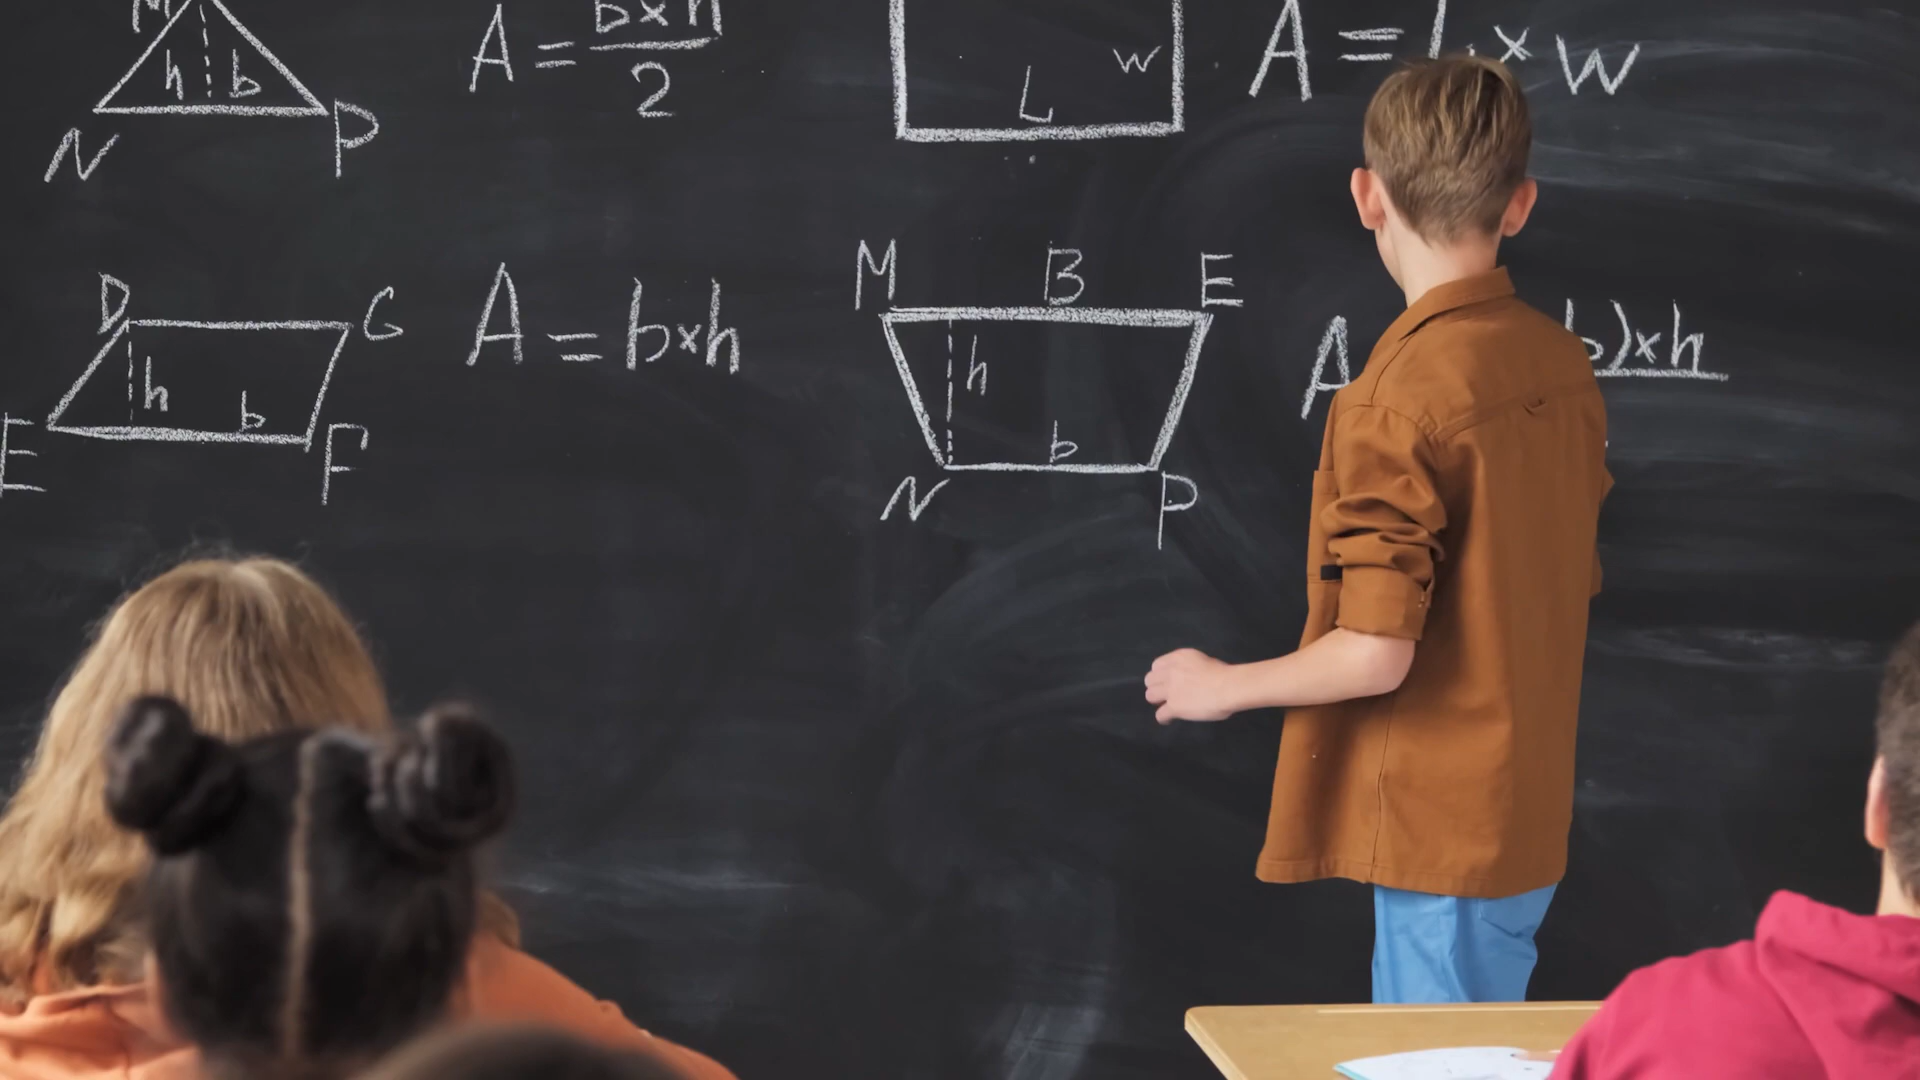 M
h b
N P
A = b×h
2
L w
A = L × w
D G
h b
E F
A = b×h
M B E
h
b
N P
A b)×h